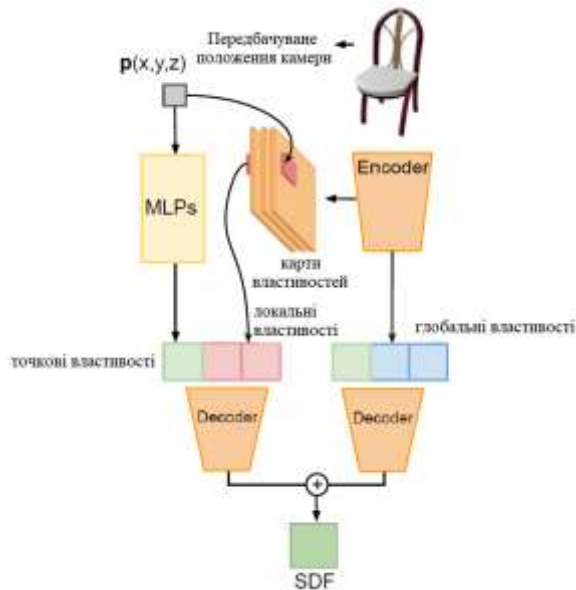 Передбачуване
положення камери
p(x,y,z)
Encoder
MLPs
карти
властивостей
локальні
властивості
глобальні властивості
точкові властивості
Decoder
Decoder
+
SDF